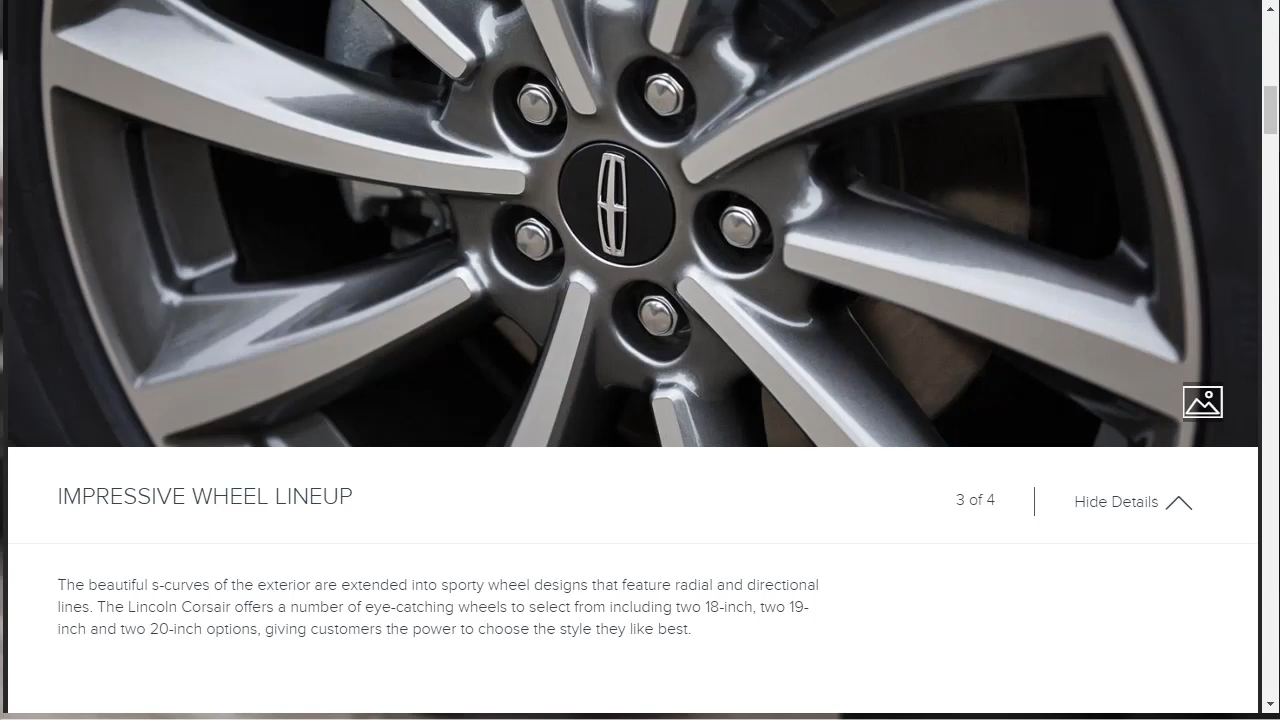 IMPRESSIVE WHEEL LINEUP
3 of 4
Hide Details
The beautiful s-curves of the exterior are extended into sporty wheel designs that feature radial and directional
lines. The Lincoln Corsair offers a number of eye-catching wheels to select from including two 18-inch, two 19-
inch and two 20-inch options, giving customers the power to choose the style they like best.